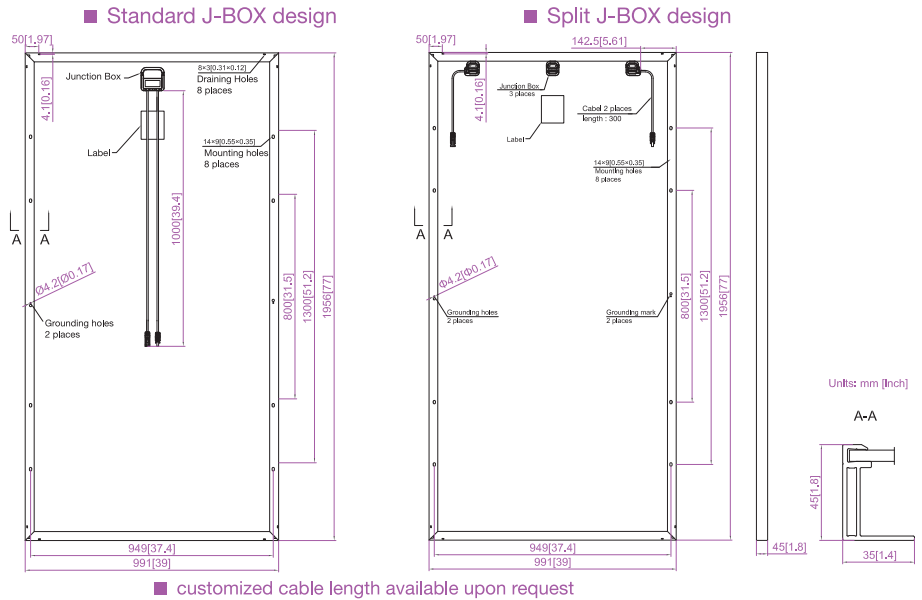 ■ Standard J-BOX design
50[1.97]
4.1[0.16]
Junction Box
8×3[0.31×0.12]
Draining Holes
8 places
Label
14×9[0.55×0.35]
Mounting holes
8 places
A A
1000[39.4]
Ø4.2[Ø0.17]
800[31.5]
1300[51.2]
1956[77]
Grounding holes
2 places
949[37.4]
991[39]
■ Split J-BOX design
50[1.97]
142.5[5.61]
4.1[0.16]
Junction Box
3 places
Cabel 2 places
length : 300
Label
14×9[0.55×0.35]
Mounting holes
8 places
A A
Φ4.2[Φ0.17]
800[31.5]
1300[51.2]
1956[77]
Grounding holes
2 places
Grounding mark
2 places
949[37.4]
991[39]
45[1.8]
Units: mm [inch]
A-A
45[1.8]
35[1.4]
■ customized cable length available upon request